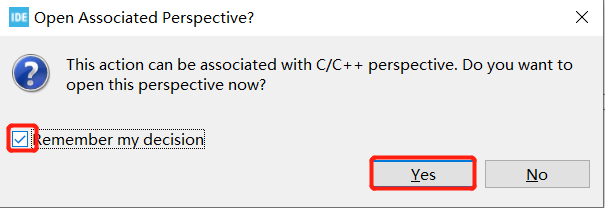 IDE Open Associated Perspective?
This action can be associated with C/C++ perspective. Do you want to
open this perspective now?
Remember my decision
Yes
No